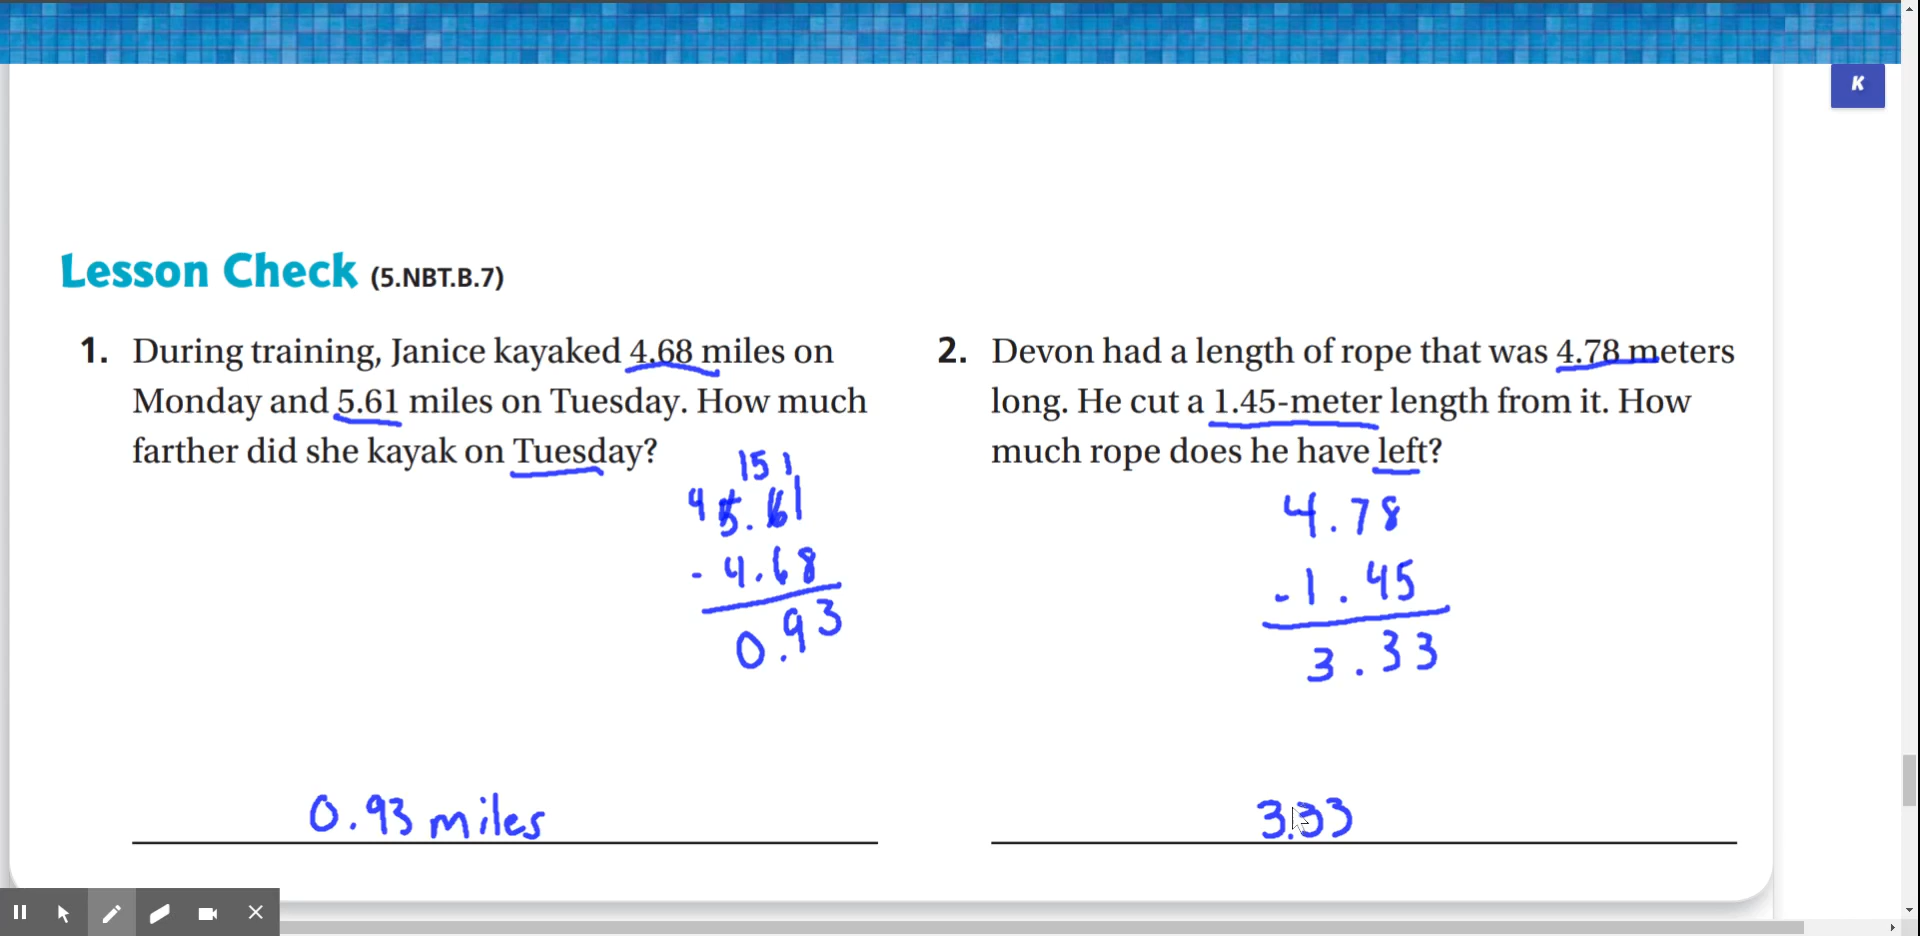 K
Lesson Check (5.NBT.B.7)
1. During training, Janice kayaked 4.68 miles on
Monday and 5.61 miles on Tuesday. How much
farther did she kayak on Tuesday?
15 1
4 5.61
- 4.68
0.93
0.93 miles
2. Devon had a length of rope that was 4.78 meters
long. He cut a 1.45-meter length from it. How
much rope does he have left?
4.78
-1.45
3.33
3.33